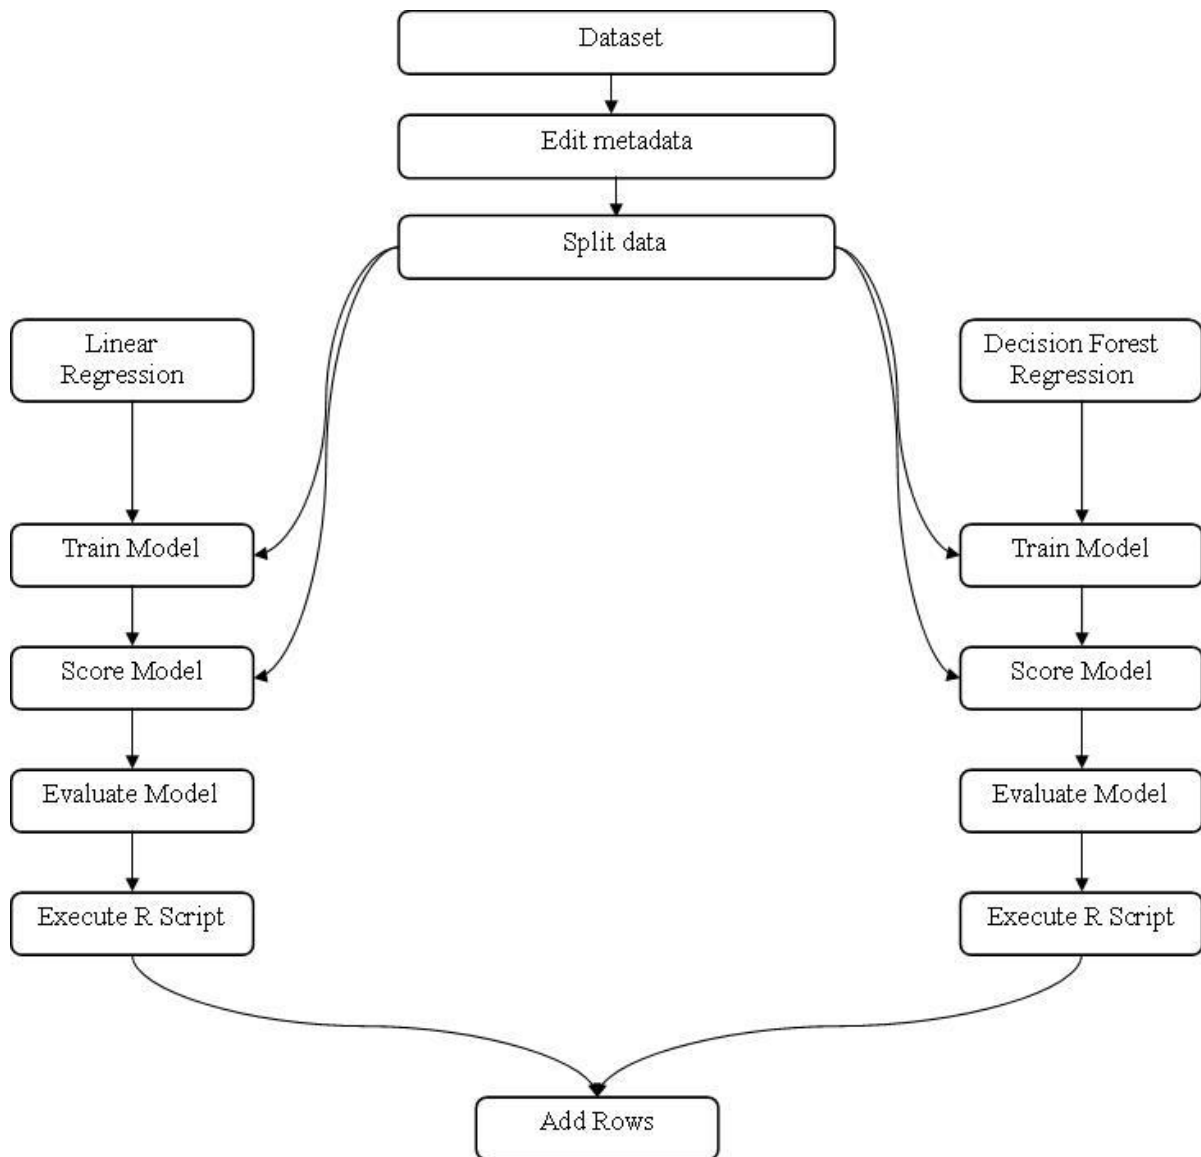 Dataset
Edit metadata
Split data
Linear
Regression
Decision Forest
Regression
Train Model
Train Model
Score Model
Score Model
Evaluate Model
Evaluate Model
Execute R Script
Execute R Script
Add Rows